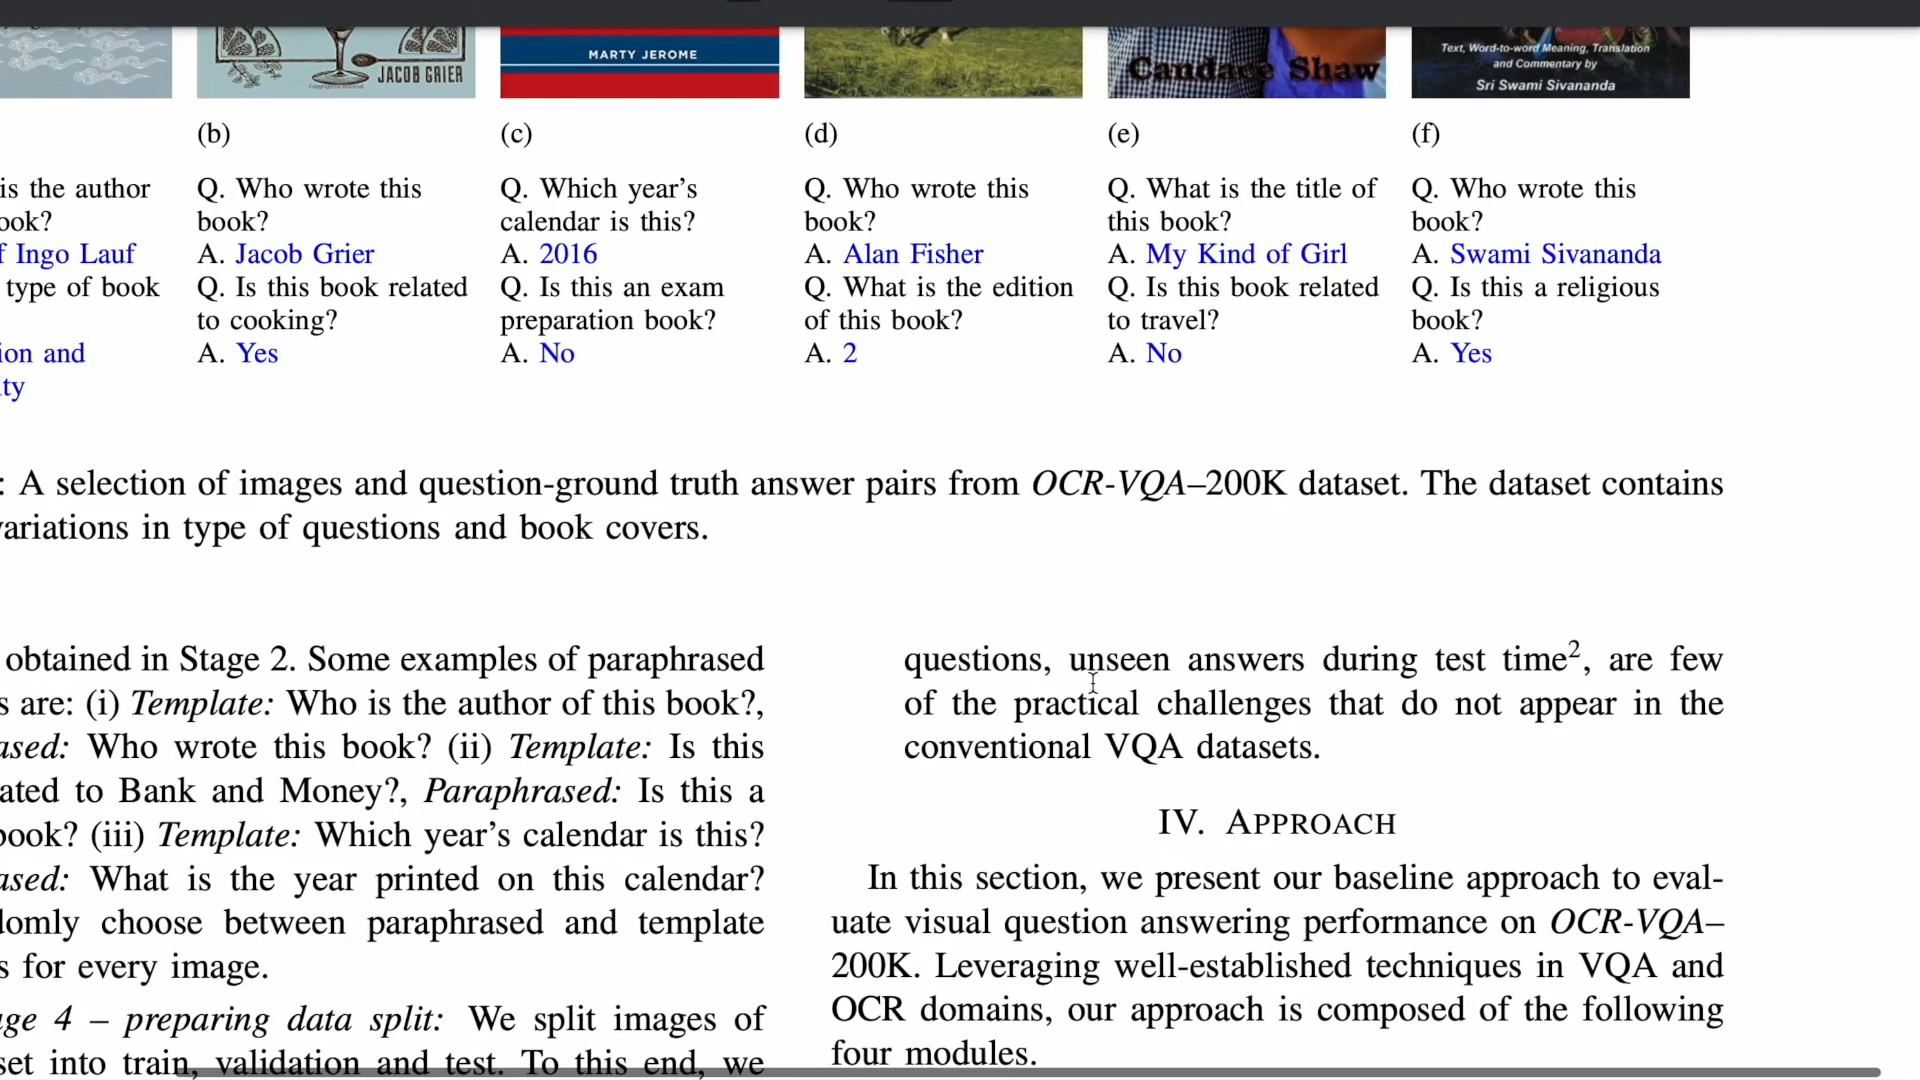 JACOB GRIER
MARTY JEROME
Candace Shaw
Text, Word-to-word Meaning, Translation
and Commentary by
Sri Swami Sivananda
is the author
ook?
f Ingo Lauf
type of book
ion and
ity
(b)
Q. Who wrote this
book?
A. Jacob Grier
Q. Is this book related
to cooking?
A. Yes
(c)
Q. Which year's
calendar is this?
A. 2016
Q. Is this an exam
preparation book?
A. No
(d)
Q. Who wrote this
book?
A. Alan Fisher
Q. What is the edition
of this book?
A. 2
(e)
Q. What is the title of
this book?
A. My Kind of Girl
Q. Is this book related
to travel?
A. No
(f)
Q. Who wrote this
book?
A. Swami Sivananda
Q. Is this a religious
book?
A. Yes
: A selection of images and question-ground truth answer pairs from OCR-VQA–200K dataset. The dataset contains
variations in type of questions and book covers.
obtained in Stage 2. Some examples of paraphrased
s are: (i) Template: Who is the author of this book?,
ased: Who wrote this book? (ii) Template: Is this
ated to Bank and Money?, Paraphrased: Is this a
book? (iii) Template: Which year's calendar is this?
ased: What is the year printed on this calendar?
domly choose between paraphrased and template
s for every image.
ge 4 – preparing data split: We split images of
set into train, validation and test. To this end, we
questions, unseen answers during test time2, are few
of the practical challenges that do not appear in the
conventional VQA datasets.
IV. APPROACH
In this section, we present our baseline approach to eval-
uate visual question answering performance on OCR-VQA–
200K. Leveraging well-established techniques in VQA and
OCR domains, our approach is composed of the following
four modules.